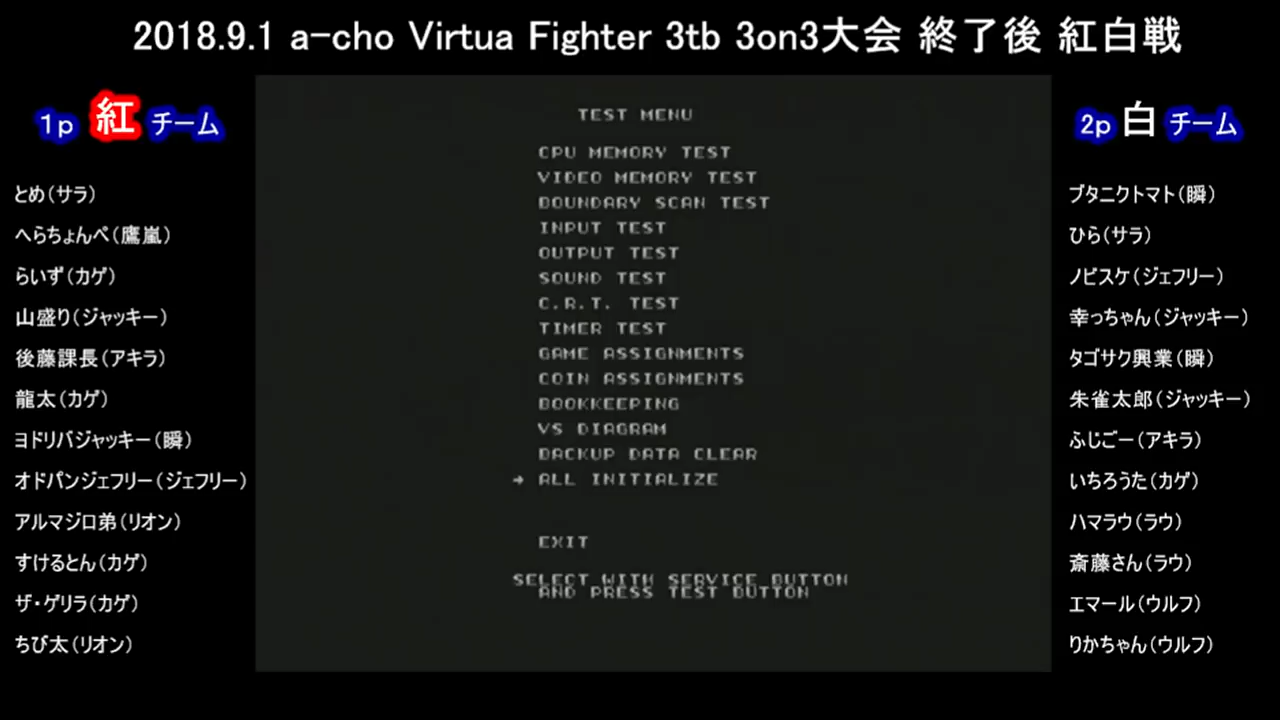 2018.9.1 a-cho Virtua Fighter 3tb 3on3大会 終了後 紅白戦
1p 紅 チーム
とめ(サラ)
へらちょんぺ(鷹嵐)
らいず(カゲ)
山盛り(ジャッキー)
後藤課長(アキラ)
龍太(カゲ)
ヨドリバジャッキー(瞬)
オドパンジェフリー(ジェフリー)
アルマジロ弟(リオン)
すけるとん(カゲ)
ザ・ゲリラ(カゲ)
ちび太(リオン)
TEST MENU
CPU MEMORY TEST
VIDEO MEMORY TEST
BOUNDARY SCAN TEST
INPUT TEST
OUTPUT TEST
SOUND TEST
C.R.T. TEST
TIMER TEST
GAME ASSIGNMENTS
COIN ASSIGNMENTS
BOOKKEEPING
VS DIAGRAM
BACKUP DATA CLEAR
→ ALL INITIALIZE
EXIT
SELECT WITH SERVICE BUTTON
AND PRESS TEST BUTTON
2p 白 チーム
ブタニクトマト(瞬)
ひら(サラ)
ノビスケ(ジェフリー)
幸っちゃん(ジャッキー)
タゴサク興業(瞬)
朱雀太郎(ジャッキー)
ふじごー(アキラ)
いちろうた(カゲ)
ハマラウ(ラウ)
斎藤さん(ラウ)
エマール(ウルフ)
りかちゃん(ウルフ)